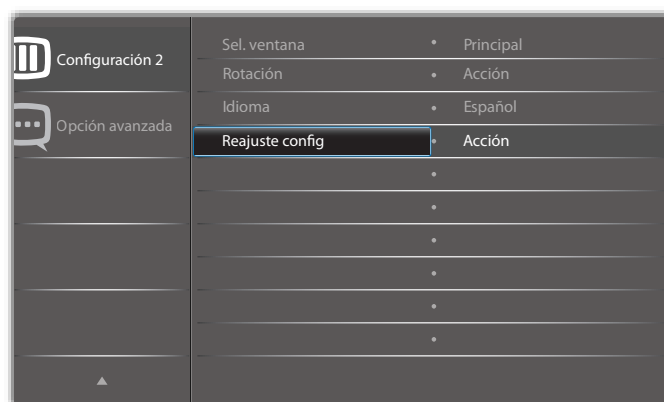 Configuración 2
Opción avanzada
Sel. ventana • Principal
Rotación • Acción
Idioma • Español
Reajuste config • Acción